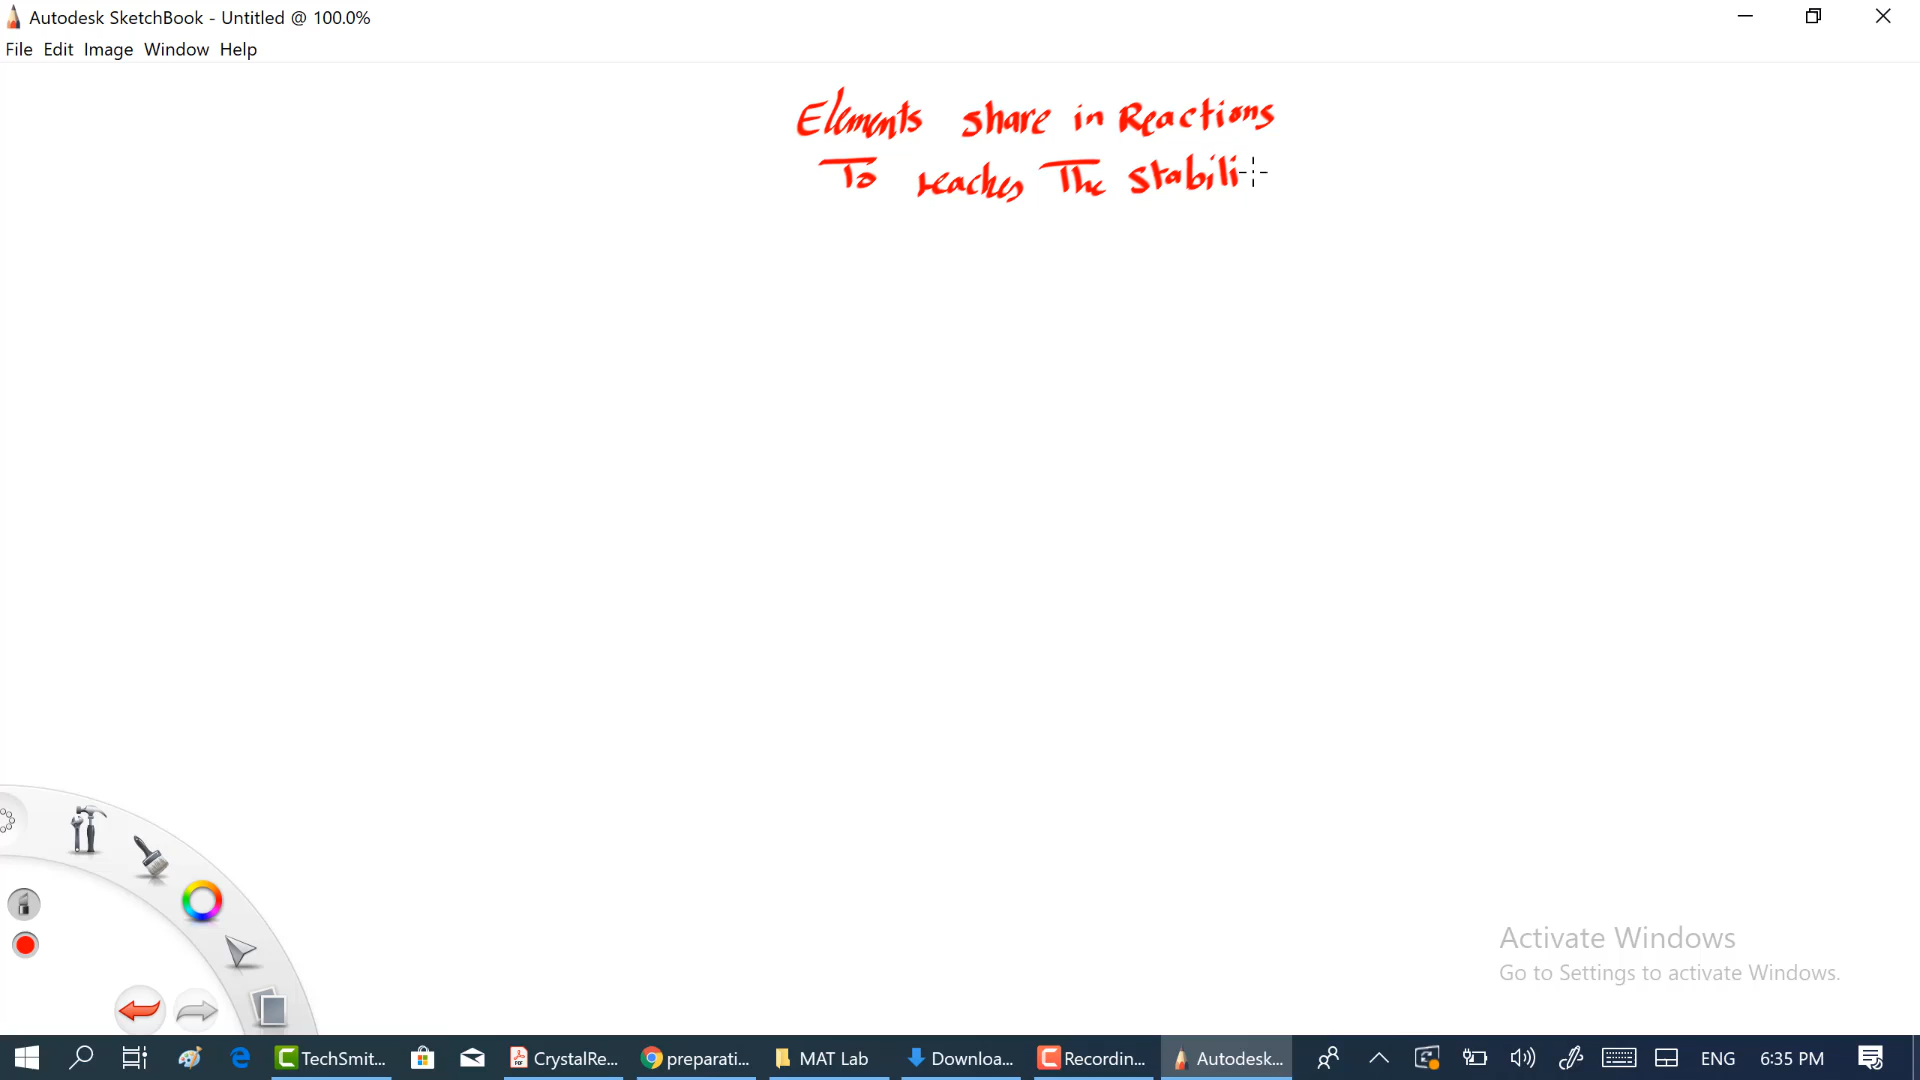 Autodesk SketchBook - Untitled @ 100.0%
File Edit Image Window Help
Elements share in Reactions
To reaches The Stabili
Activate Windows
Go to Settings to activate Windows.
TechSmit... CrystalRe... preparati... MAT Lab Downloa... Recordin... Autodesk... ENG 6:35 PM